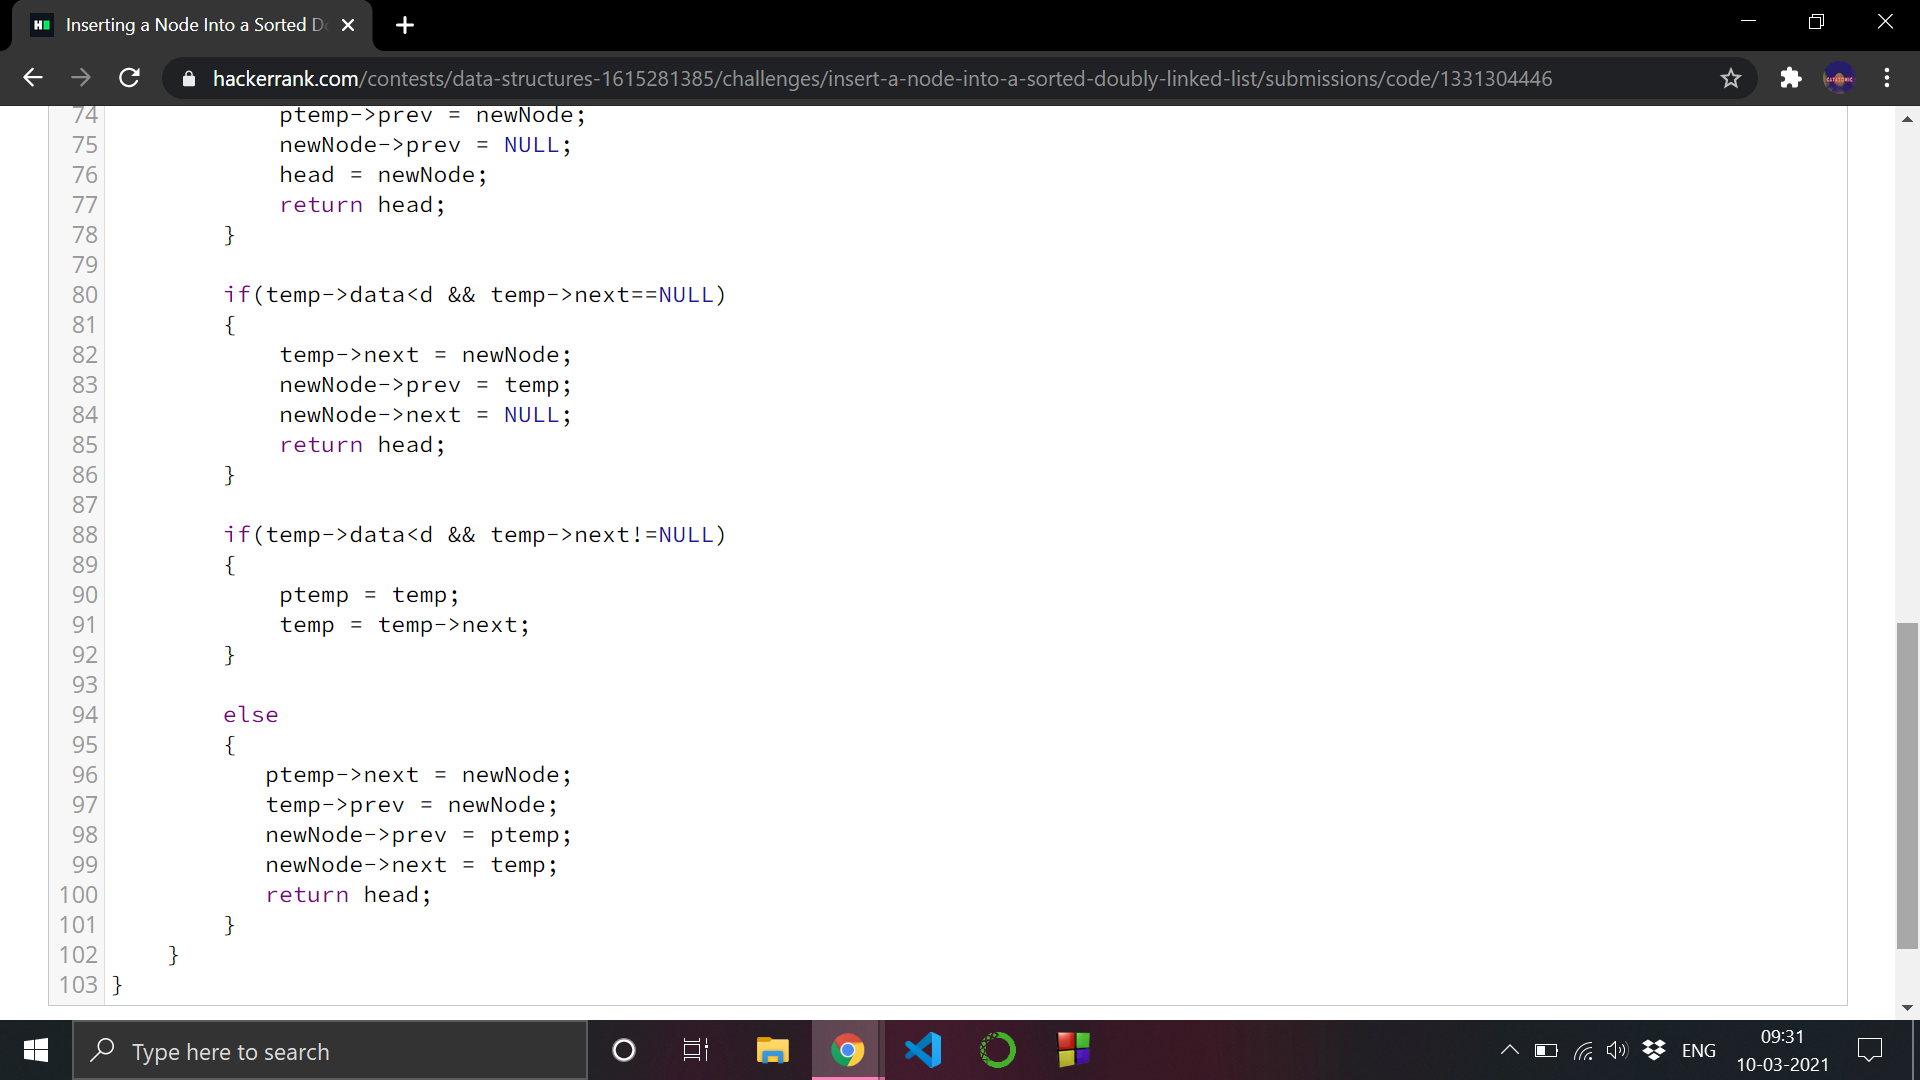 Inserting a Node Into a Sorted D
hackerrank.com/contests/data-structures-1615281385/challenges/insert-a-node-into-a-sorted-doubly-linked-list/submissions/code/1331304446
74 ptemp->prev = newNode;
75 newNode->prev = NULL;
76 head = newNode;
77 return head;
78 }
79
80 if(temp->data<d && temp->next==NULL)
81 {
82 temp->next = newNode;
83 newNode->prev = temp;
84 newNode->next = NULL;
85 return head;
86 }
87
88 if(temp->data<d && temp->next!=NULL)
89 {
90 ptemp = temp;
91 temp = temp->next;
92 }
93
94 else
95 {
96 ptemp->next = newNode;
97 temp->prev = newNode;
98 newNode->prev = ptemp;
99 newNode->next = temp;
100 return head;
101 }
102 }
103 }
Type here to search
ENG
09:31
10-03-2021